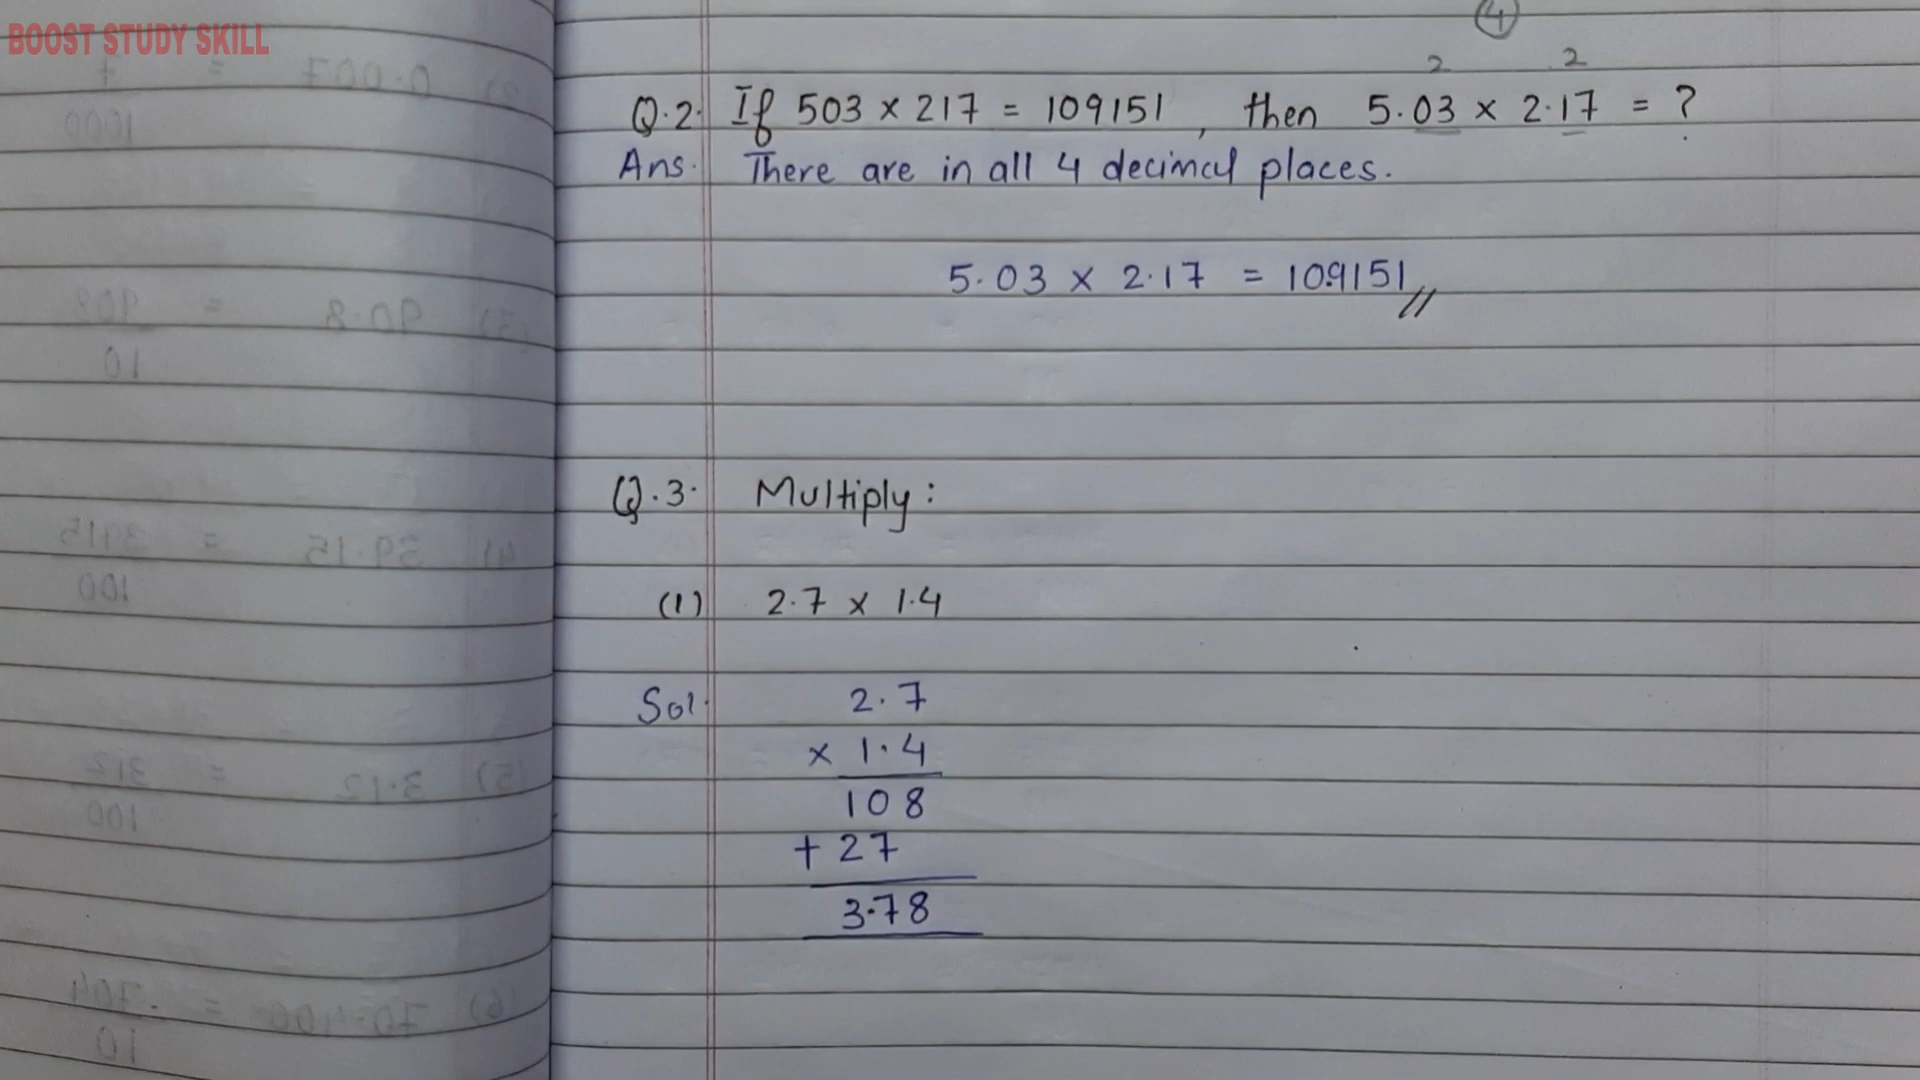 BOOST STUDY SKILL
4
2 2
Q.2. If 503 × 217 = 109151, then 5.03 × 2.17 = ?
Ans. There are in all 4 decimal places.
5.03 × 2.17 = 10.9151
Q.3. Multiply:
(1) 2.7 × 1.4
Sol. 2.7
× 1.4
108
+ 27
3.78